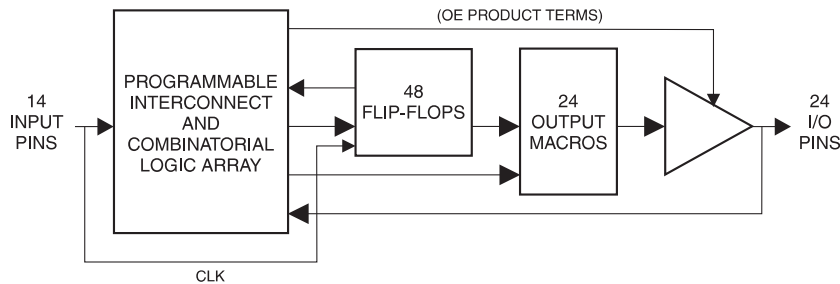 (OE PRODUCT TERMS)
14
INPUT
PINS
PROGRAMMABLE
INTERCONNECT
AND
COMBINATORIAL
LOGIC ARRAY
48
FLIP-FLOPS
24
OUTPUT
MACROS
24
I/O
PINS
CLK